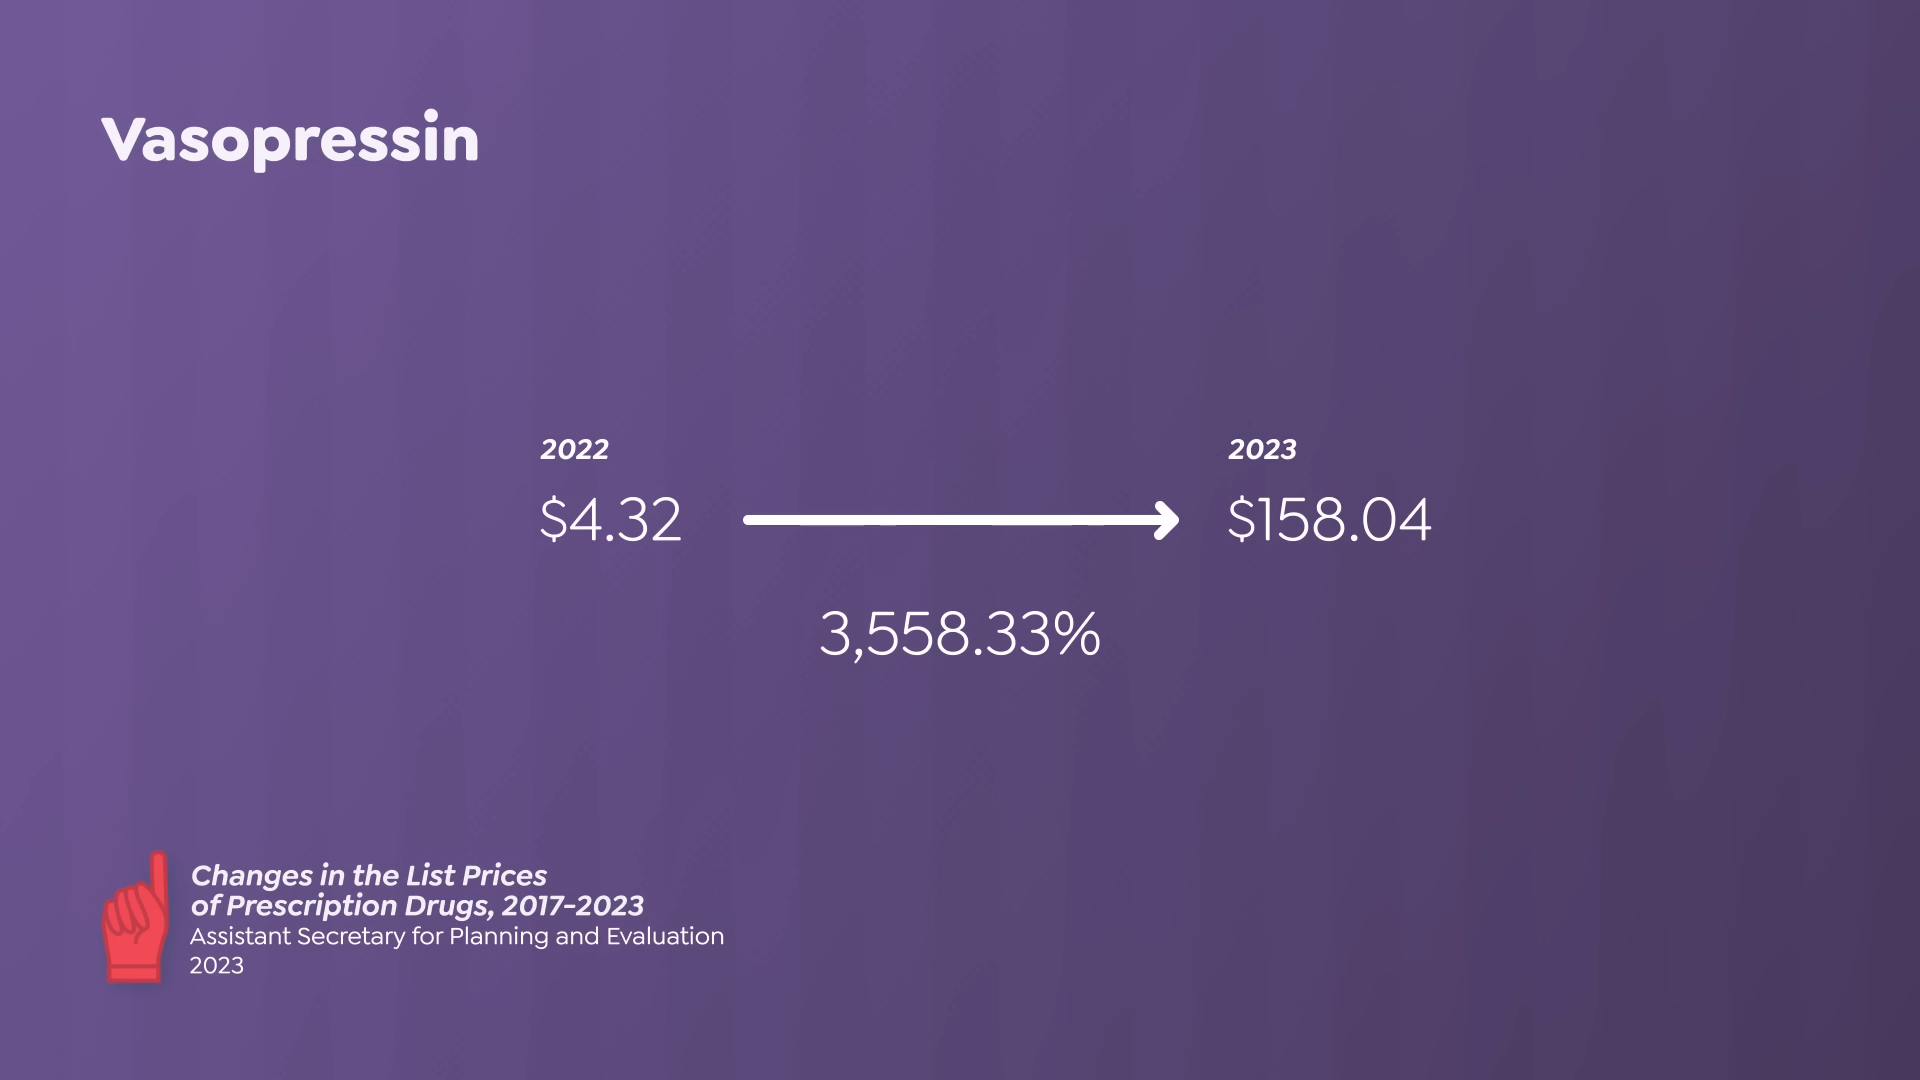 Vasopressin
2022
2023
$4.32
$158.04
3,558.33%
Changes in the List Prices
of Prescription Drugs, 2017-2023
Assistant Secretary for Planning and Evaluation
2023